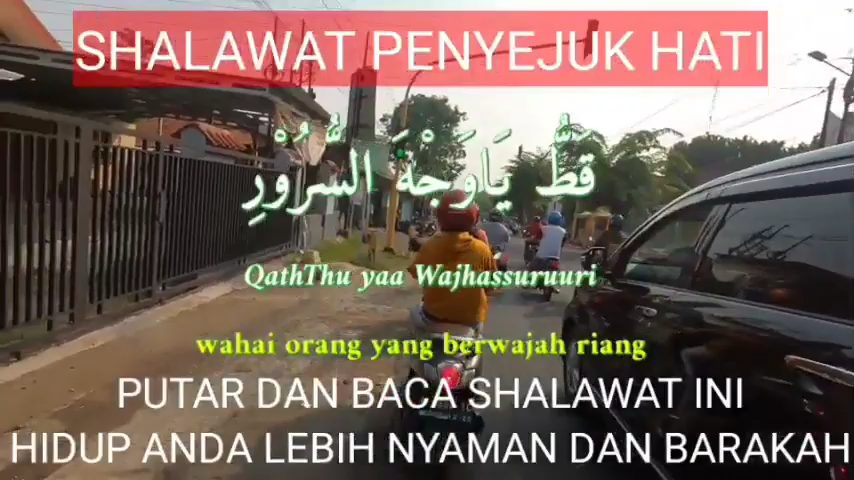 SHALAWAT PENYEJUK HATI
قَطُّ يَاوَجْهَ السُّرُوْرِ
QathThu yaa Wajhassuruuri
wahai orang yang berwajah riang
PUTAR DAN BACA SHALAWAT INI
HIDUP ANDA LEBIH NYAMAN DAN BARAKAH